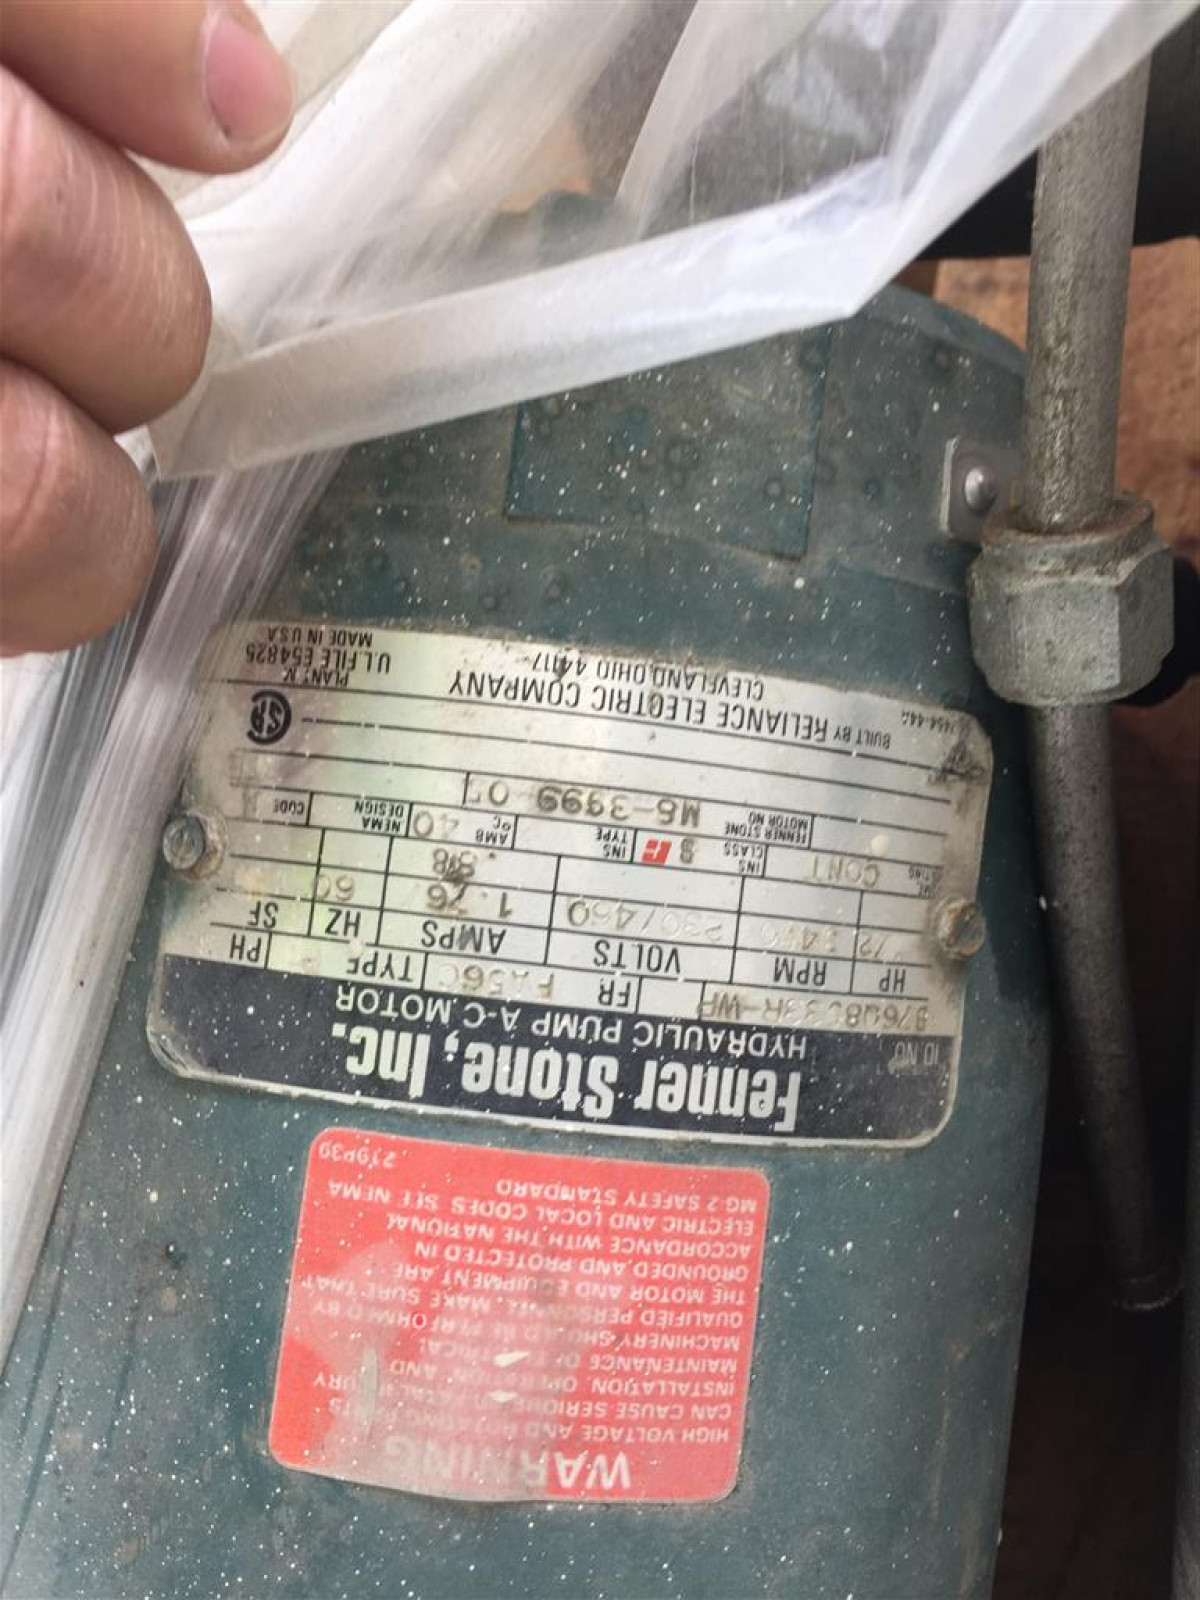 Fenner Stone, Inc.
HYDRAULIC PUMP A-C MOTOR
ID NO.
FR FA56C TYPE PH
HP RPM VOLTS AMPS HZ SF
230/460 60
.88
RATING CONT INS CLASS B INS TYPE AMB °C 40 NEMA DESIGN CODE
FENNER STONE MOTOR NO M6-3999
BUILT BY RELIANCE ELECTRIC COMPANY
CLEVELAND, OHIO 44117
U.L. FILE E54825
MADE IN U.S.A.
WARNING
HIGH VOLTAGE AND ROTATING PARTS
CAN CAUSE SERIOUS OR FATAL INJURY
INSTALLATION, OPERATION, AND
MAINTENANCE OF ELECTRICAL
MACHINERY SHOULD BE PERFORMED BY
QUALIFIED PERSONNEL. MAKE SURE THAT
THE MOTOR AND EQUIPMENT ARE
GROUNDED AND PROTECTED IN
ACCORDANCE WITH THE NATIONAL
ELECTRIC AND LOCAL CODES SEE NEMA
MG-2 SAFETY STANDARD